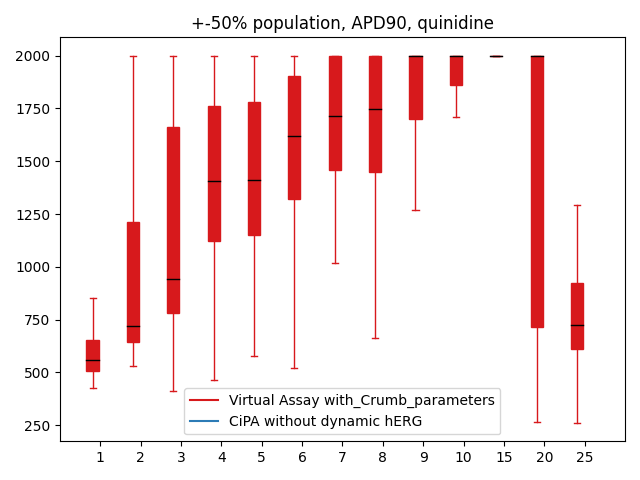 +-50% population, APD90, quinidine
2000
1750
1500
1250
1000
750
500
250
Virtual Assay with_Crumb_parameters
CiPA without dynamic hERG
1 2 3 4 5 6 7 8 9 10 15 20 25